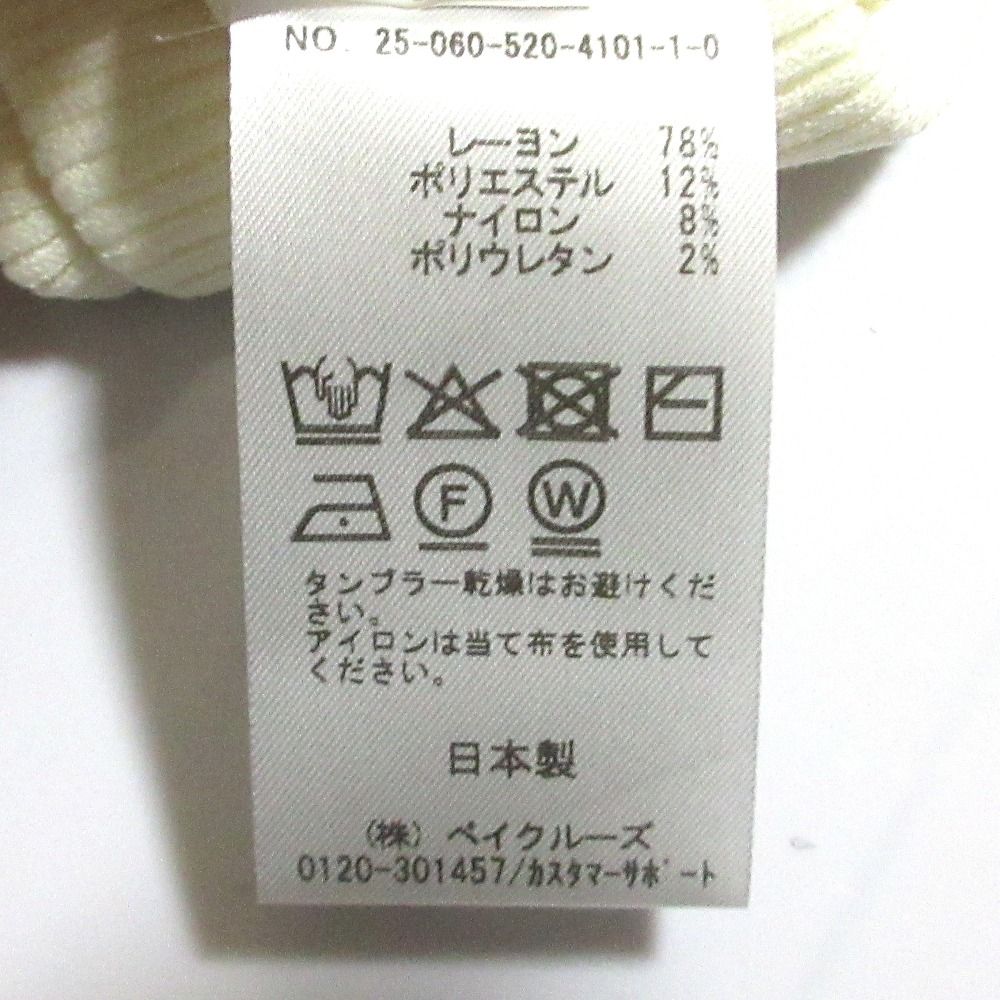 NO. 25-060-520-4101-1-0
レーヨン 78%
ポリエステル 12%
ナイロン 8%
ポリウレタン 2%
F W
タンブラー乾燥はお避けくだ
さい。
アイロンは当て布を使用して
ください。
日本製
(株) ベイクルーズ
0120-301457/カスタマーサポート